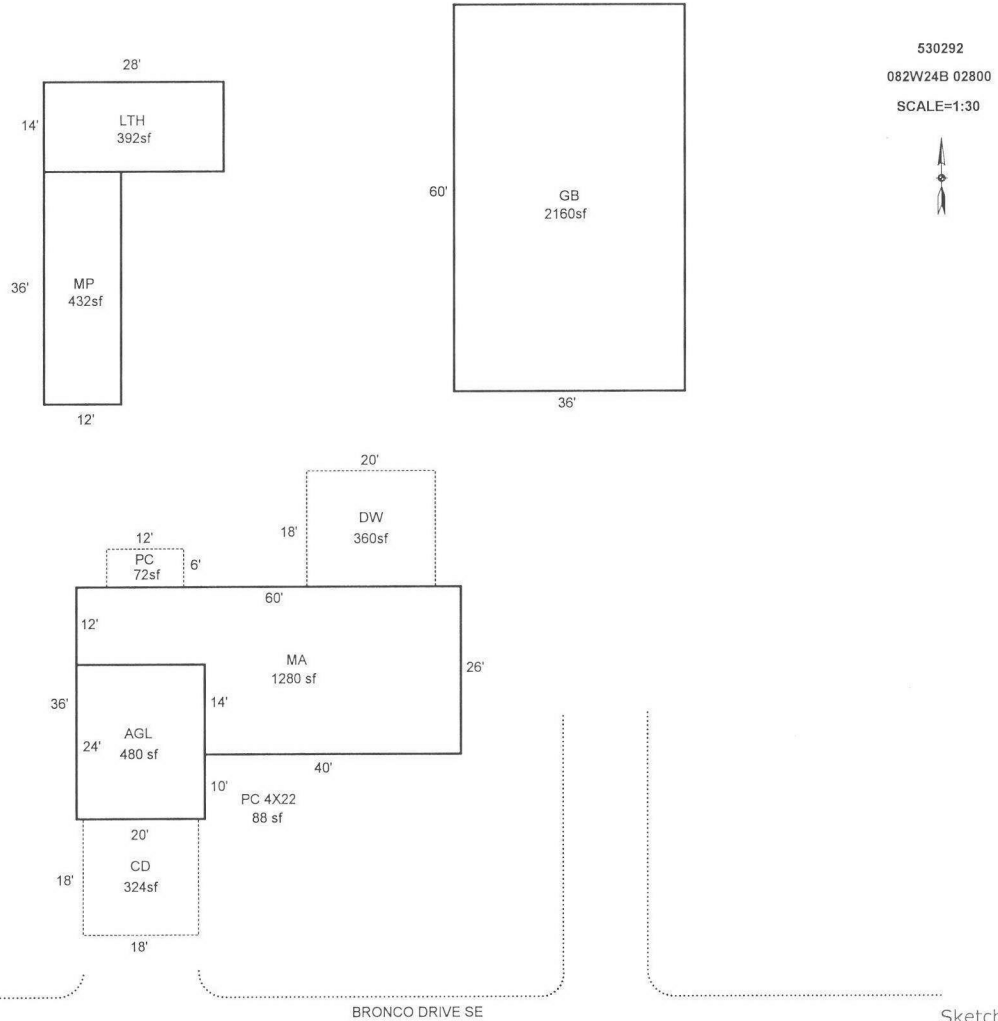 530292
082W24B 02800
SCALE=1:30
28'
14'
LTH
392sf
36'
MP
432sf
12'
60'
GB
2160sf
36'
20'
18'
DW
360sf
12'
PC
72sf
6'
60'
12'
MA
1280 sf
26'
36'
14'
AGL
480 sf
24'
40'
10'
PC 4X22
88 sf
20'
CD
324sf
18'
18'
BRONCO DRIVE SE
Sketch